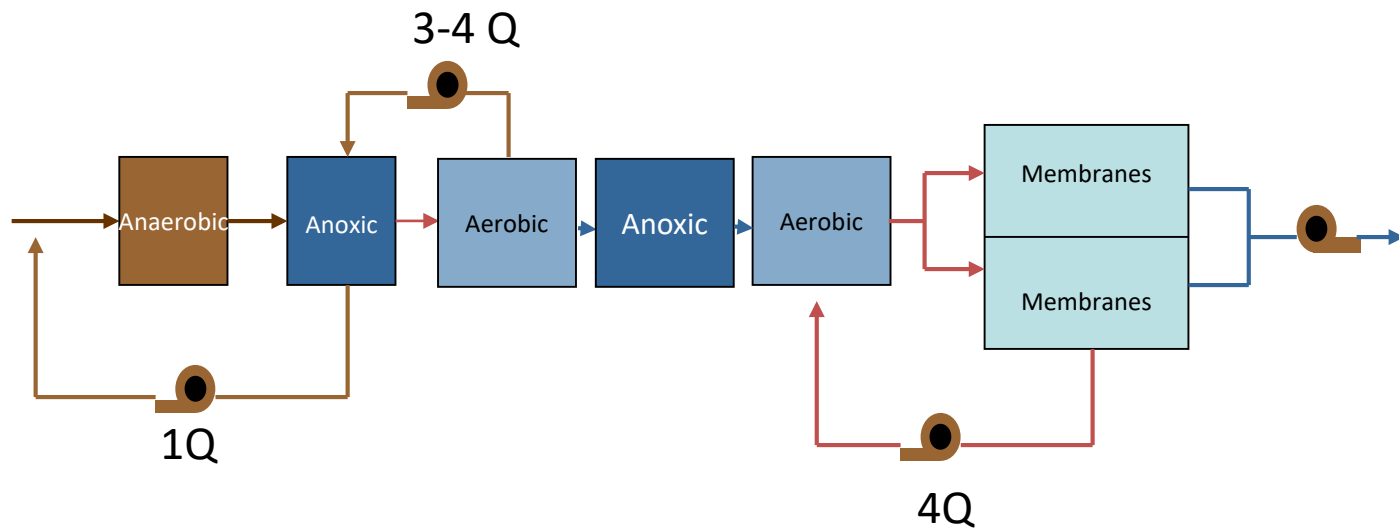 3-4 Q
Anaerobic
Anoxic
Aerobic
Anoxic
Aerobic
Membranes
Membranes
1Q
4Q